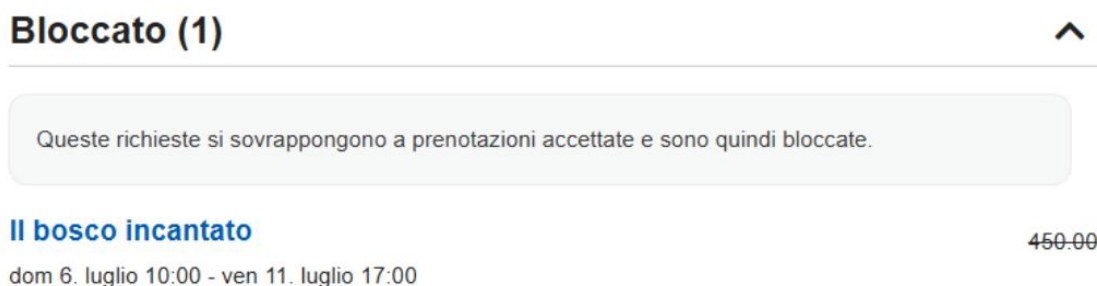 Bloccato (1)
Queste richieste si sovrappongono a prenotazioni accettate e sono quindi bloccate.
Il bosco incantato
450.00
dom 6. luglio 10:00 - ven 11. luglio 17:00